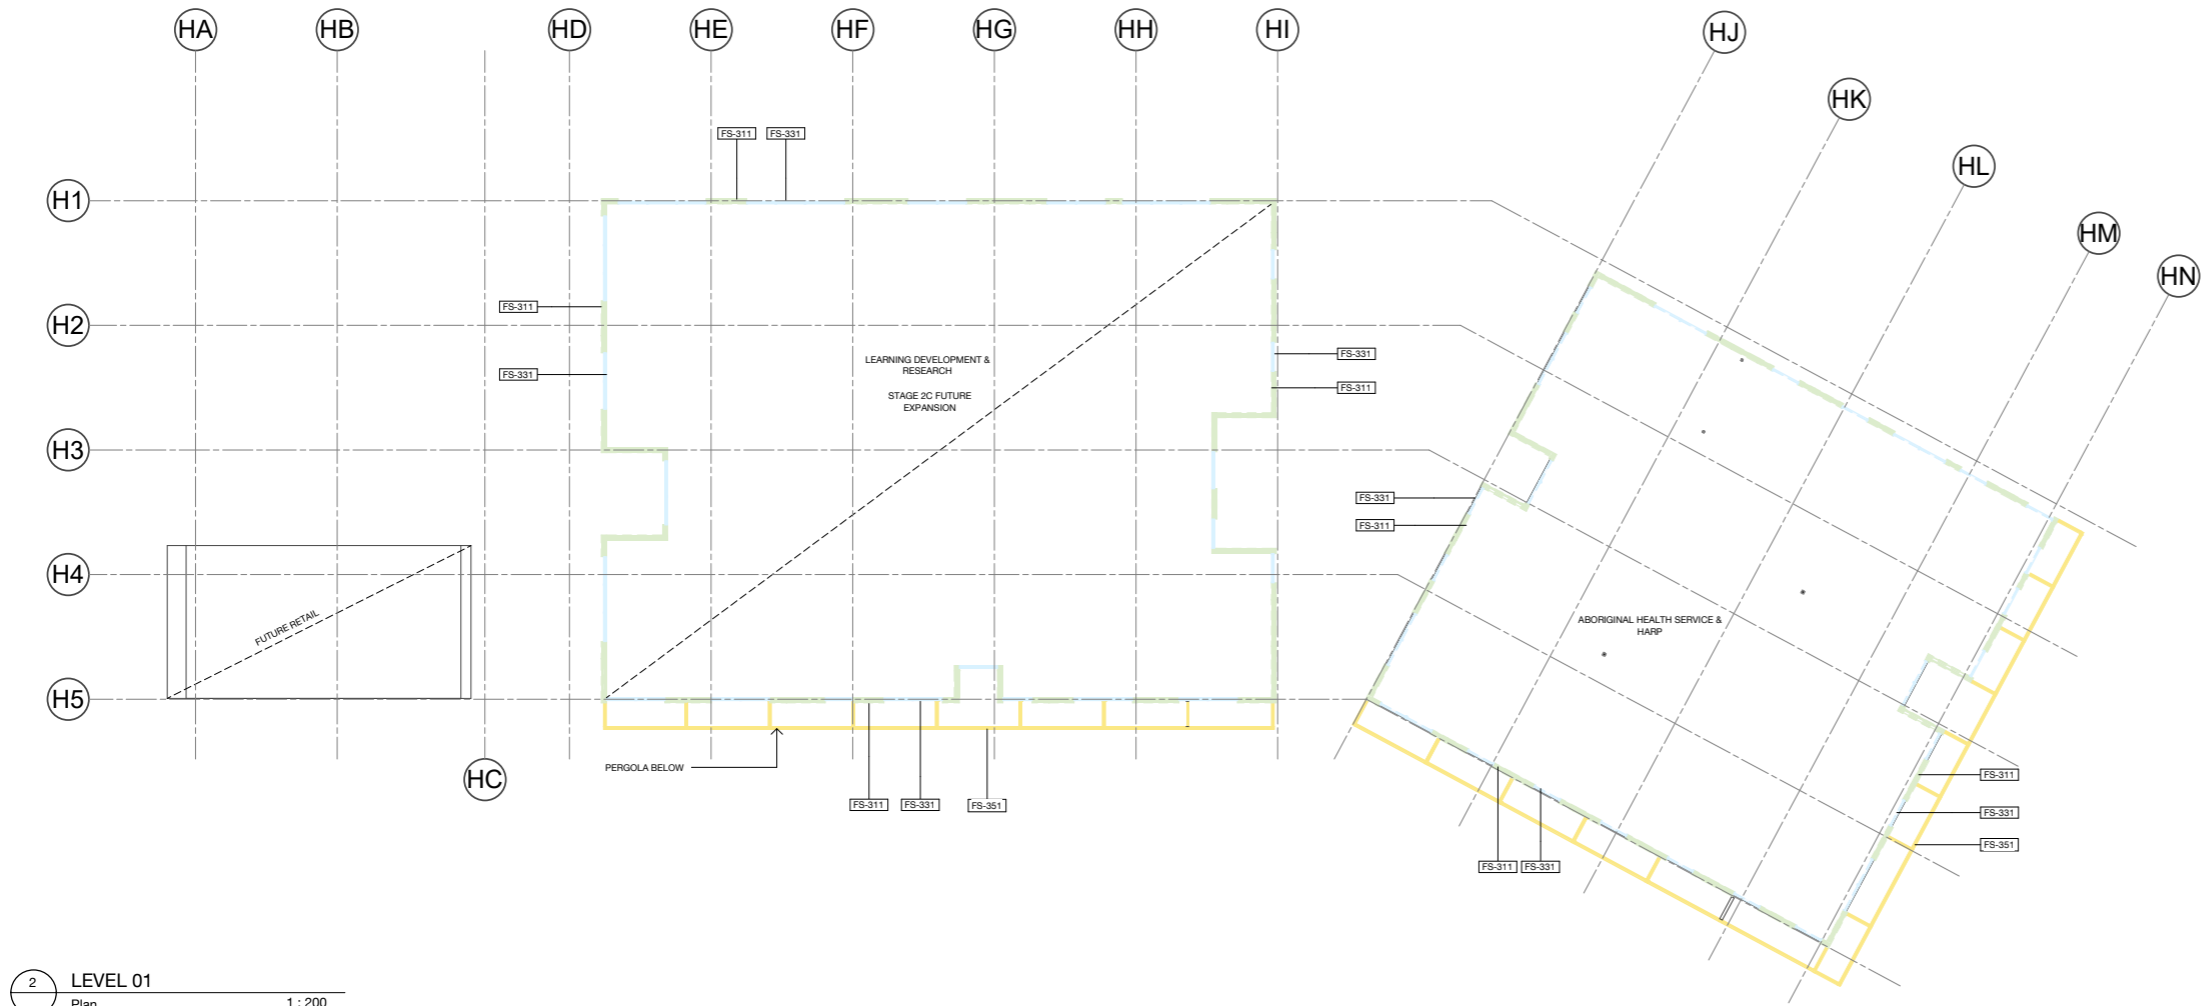 HA
HB
HD
HE
HF
HG
HH
HI
HJ
HK
HL
HM
HN
FS-311
FS-331
H1
H2
H3
H4
H5
FS-311
FS-331
LEARNING DEVELOPMENT &
RESEARCH
STAGE 2C FUTURE
EXPANSION
FS-331
FS-311
FS-331
FS-311
FUTURE RETAIL
ABORIGINAL HEALTH SERVICE &
HARP
PERGOLA BELOW
HC
FS-311
FS-331
FS-351
FS-311
FS-331
FS-351
FS-311
FS-331
2
LEVEL 01
Plan
1 : 200